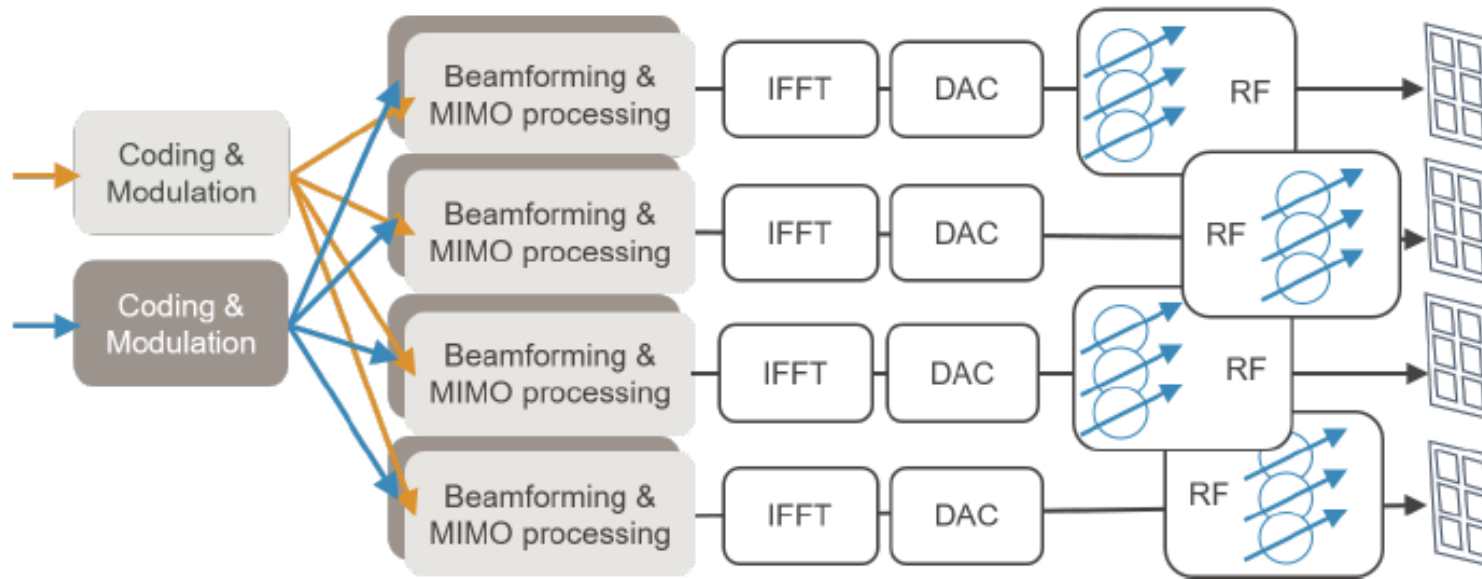 Coding &
Modulation
Coding &
Modulation
Beamforming &
MIMO processing
IFFT
DAC
RF
Beamforming &
MIMO processing
IFFT
DAC
RF
Beamforming &
MIMO processing
IFFT
DAC
RF
Beamforming &
MIMO processing
IFFT
DAC
RF